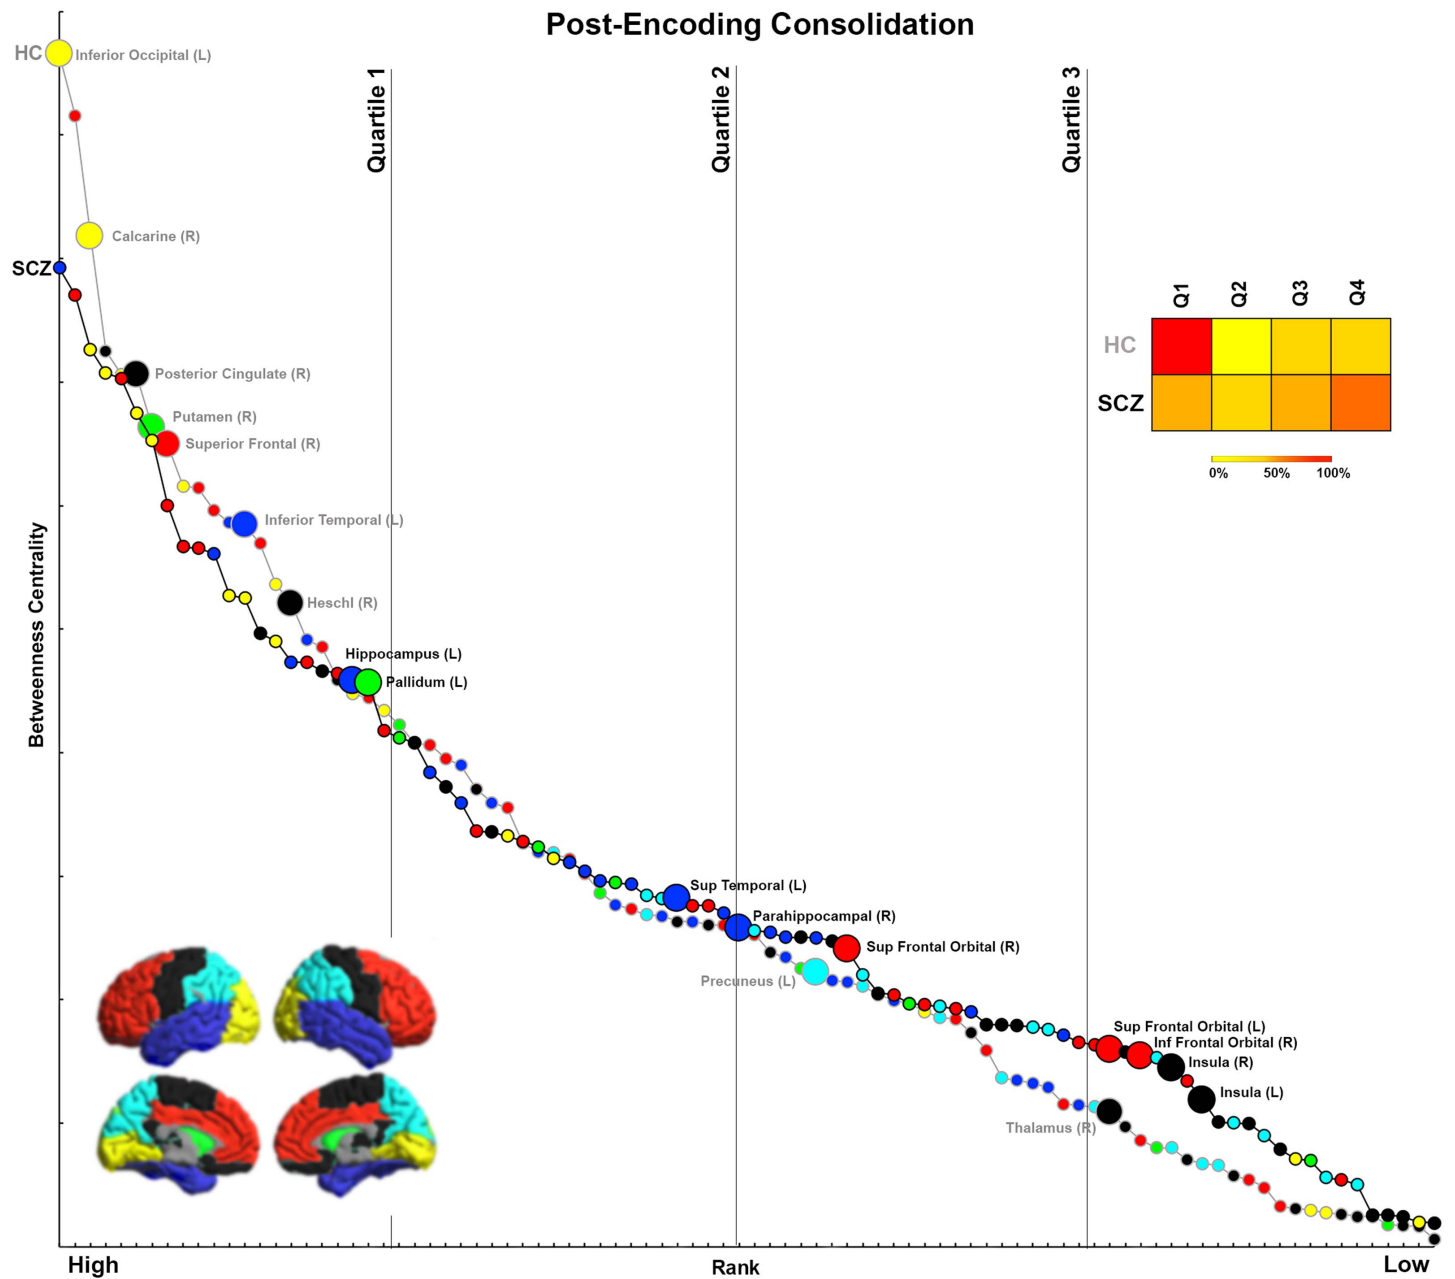 Post-Encoding Consolidation
HC
Inferior Occipital (L)
Quartile 1
Quartile 2
Quartile 3
Calcarine (R)
SCZ
Q1
Q2
Q3
Q4
HC
SCZ
0%
50%
100%
Posterior Cingulate (R)
Putamen (R)
Superior Frontal (R)
Inferior Temporal (L)
Heschl (R)
Hippocampus (L)
Pallidum (L)
Betweenness Centrality
Sup Temporal (L)
Parahippocampal (R)
Sup Frontal Orbital (R)
Precuneus (L)
Sup Frontal Orbital (L)
Inf Frontal Orbital (R)
Insula (R)
Insula (L)
Thalamus (R)
High
Rank
Low